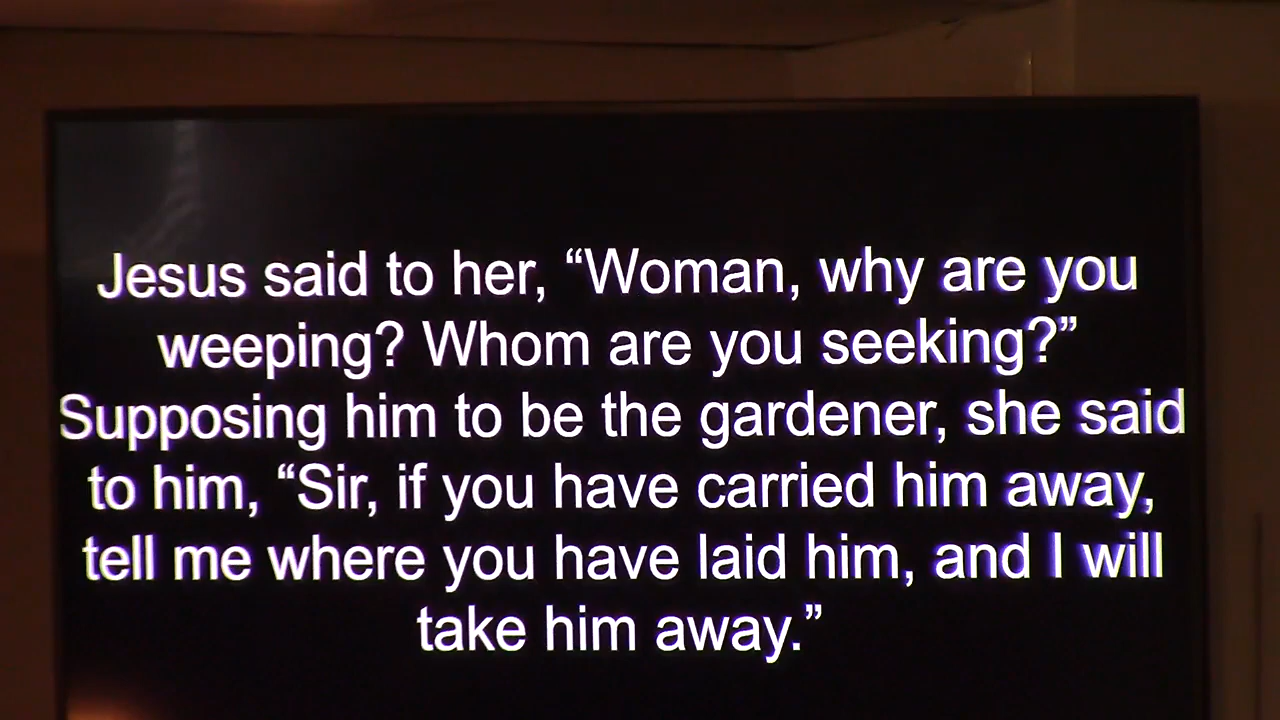 Jesus said to her, “Woman, why are you
weeping? Whom are you seeking?”
Supposing him to be the gardener, she said
to him, “Sir, if you have carried him away,
tell me where you have laid him, and I will
take him away.”